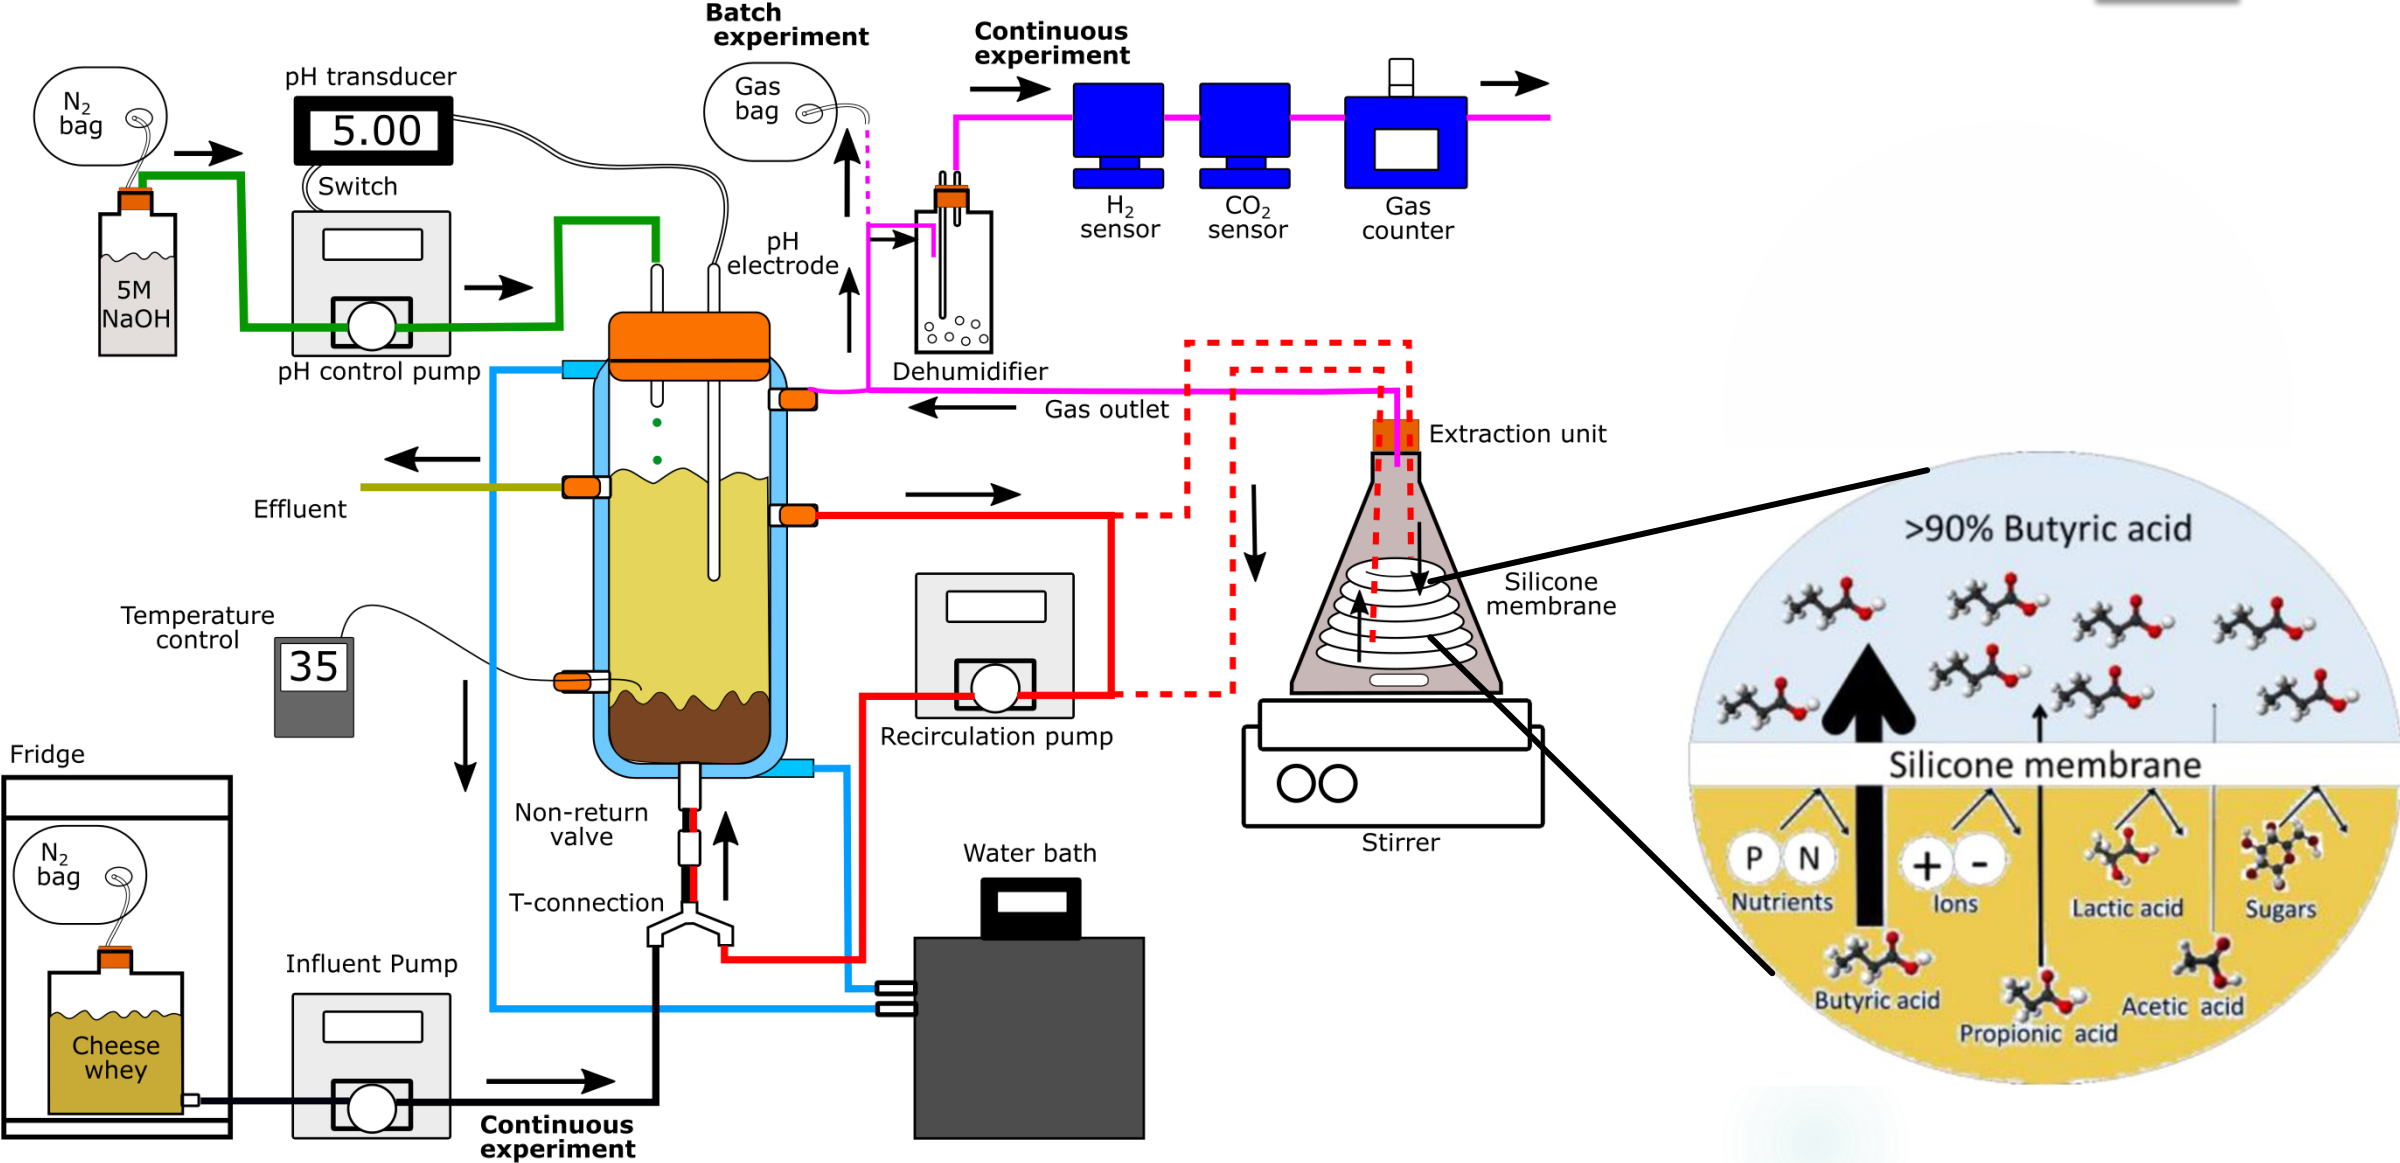 Batch
experiment
Continuous
experiment
pH transducer
N2
bag
5.00
Gas
bag
Switch
H2
sensor
CO2
sensor
Gas
counter
pH
electrode
5M
NaOH
pH control pump
Dehumidifier
Gas outlet
Extraction unit
Effluent
>90% Butyric acid
Silicone
membrane
Temperature
control
35
Recirculation pump
Fridge
Silicone membrane
Non-return
valve
Stirrer
Water bath
N2
bag
P N
Nutrients
+ -
Ions
Lactic acid
Sugars
T-connection
Influent Pump
Butyric acid
Propionic acid
Acetic acid
Cheese
whey
Continuous
experiment